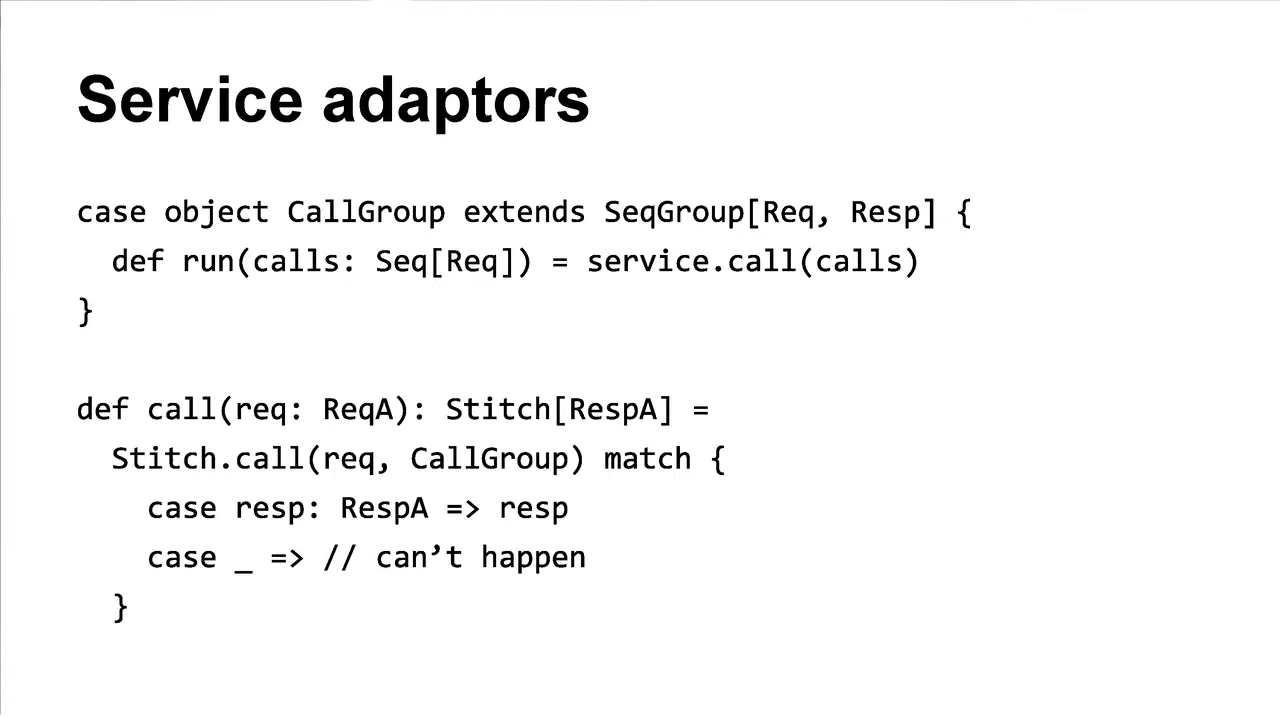 Service adaptors
case object CallGroup extends SeqGroup[Req, Resp] {
  def run(calls: Seq[Req]) = service.call(calls)
}
def call(req: ReqA): Stitch[RespA] =
  Stitch.call(req, CallGroup) match {
    case resp: RespA => resp
    case _ => // can’t happen
  }